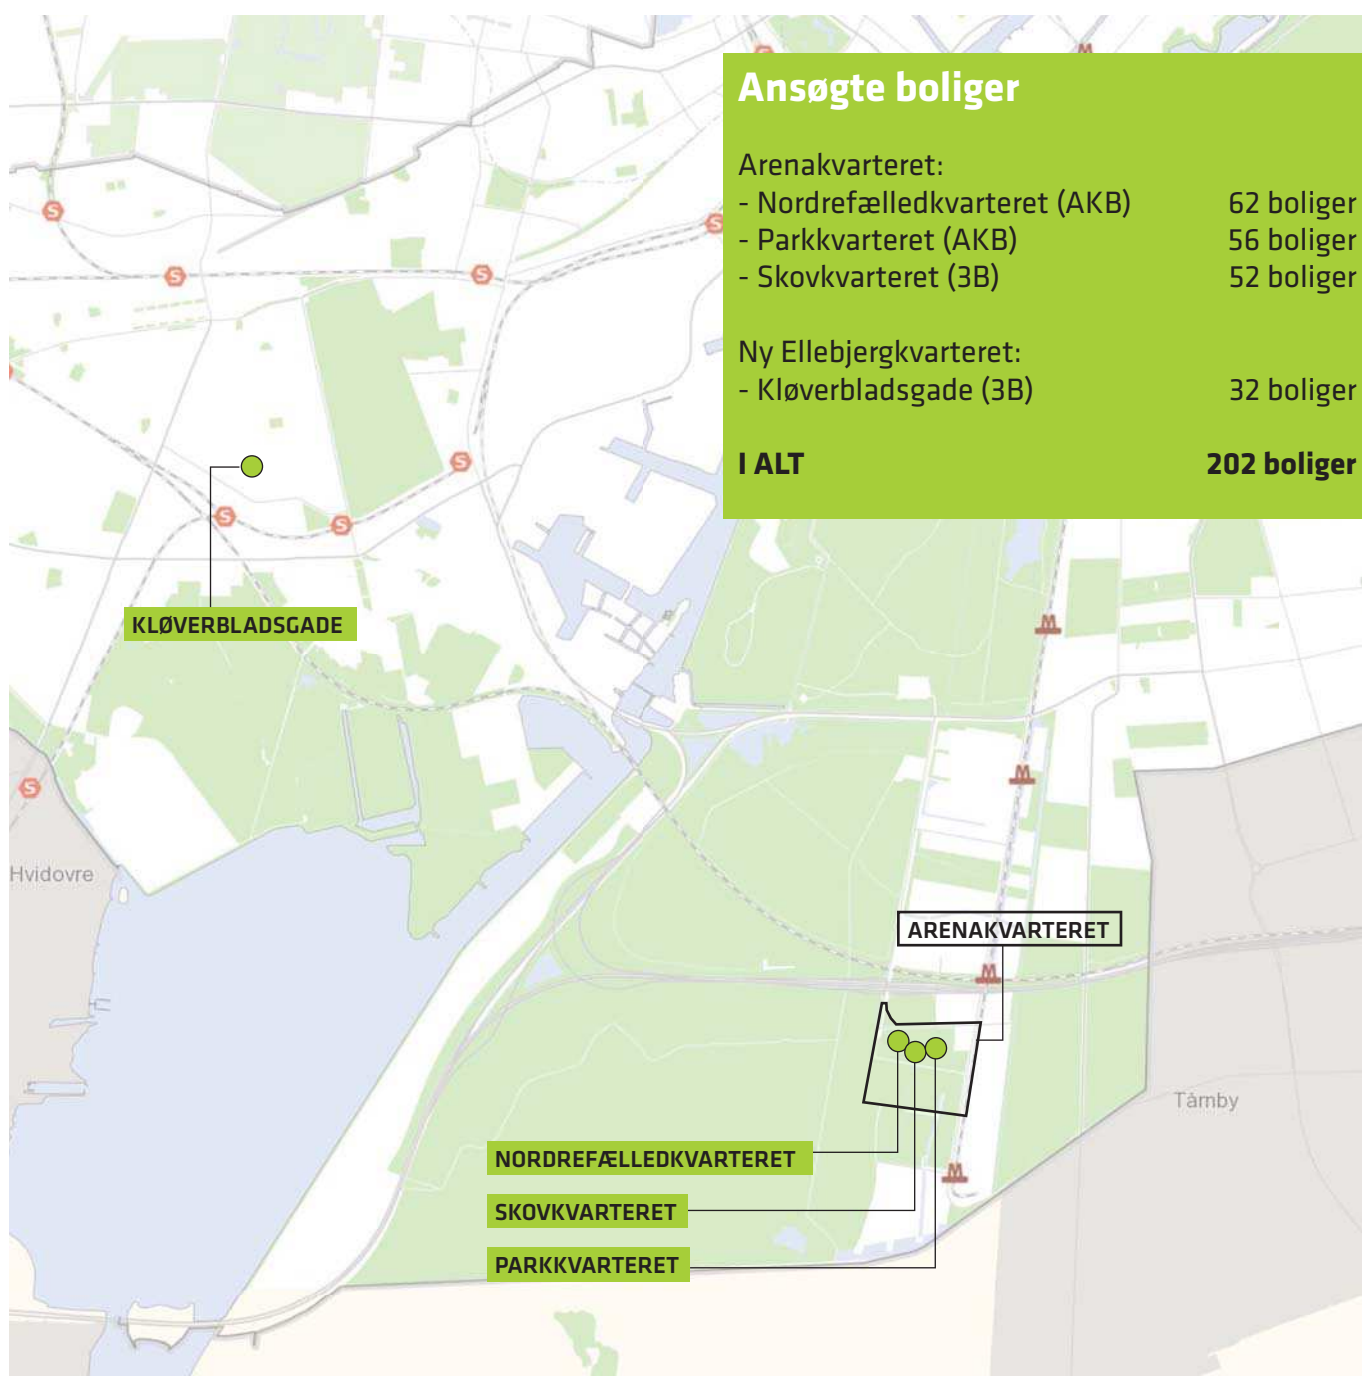 Ansøgte boliger
Arenakvarteret:
- Nordrefælledkvarteret (AKB) 62 boliger
- Parkkvarteret (AKB) 56 boliger
- Skovkvarteret (3B) 52 boliger
Ny Ellebjergkvarteret:
- Kløverbladsgade (3B) 32 boliger
I ALT 202 boliger
M
S
S
S
S
S
S
S
KLØVERBLADSGADE
M
M
S
Hvidovre
ARENAKVARTERET
M
Tårnby
NORDREFÆLLEDKVARTERET
M
SKOVKVARTERET
PARKKVARTERET